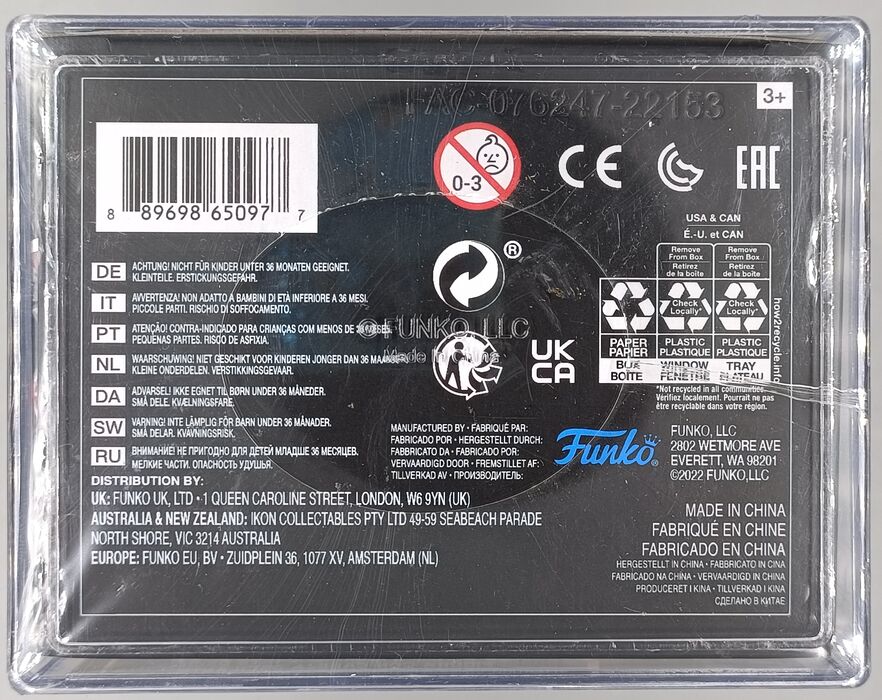 FAC-076247-22153
3+
0-3
CE
EAC
8 89698 65097 7
USA & CAN
É.-U. et CAN
Remove From Box
Retirez de la boîte
Remove From Box
Retirez de la boîte
Check Locally*
Check Locally*
PAPER
PAPIER
BOX
BOÎTE
PLASTIC
PLASTIQUE
WINDOW
FENÊTRE
PLASTIC
PLASTIQUE
TRAY
PLATEAU
how2recycle.info
*Not recycled in all communities
Vérifiez localement. Pourrait ne pas
être recyclable dans votre région.
®
©FUNKO, LLC
Made in China
UK
CA
DE ACHTUNG! NICHT FÜR KINDER UNTER 36 MONATEN GEEIGNET.
KLEINTEILE. ERSTICKUNGSGEFAHR.
IT AVVERTENZA! NON ADATTO A BAMBINI DI ETÀ INFERIORE A 36 MESI.
PICCOLE PARTI. RISCHIO DI SOFFOCAMENTO.
PT ATENÇÃO! CONTRA-INDICADO PARA CRIANÇAS COM MENOS DE 36 MESES.
PEQUENAS PARTES. RISCO DE ASFIXIA.
NL WAARSCHUWING! NIET GESCHIKT VOOR KINDEREN JONGER DAN 36 MAANDEN.
KLEINE ONDERDELEN. VERSTIKKINGSGEVAAR.
DA ADVARSEL! IKKE EGNET TIL BØRN UNDER 36 MÅNEDER.
SMÅ DELE. KVÆLNINGSFARE.
SW VARNING! INTE LÄMPLIG FÖR BARN UNDER 36 MÅNADER.
SMÅ DELAR. KVÄVNINGSRISK.
RU ВНИМАНИЕ! НЕ ПРИГОДНО ДЛЯ ДЕТЕЙ МЛАДШЕ 36 МЕСЯЦЕВ.
МЕЛКИЕ ЧАСТИ. ОПАСНОСТЬ УДУШЬЯ.
MANUFACTURED BY • FABRIQUÉ PAR:
FABRICADO POR • HERGESTELLT DURCH:
FABBRICATO DA • FABRICADO POR:
VERVAARDIGD DOOR • FREMSTILLET AF:
TILLVERKAD AV • ПРОИЗВОДИТЕЛЬ:
Funko®
FUNKO, LLC
2802 WETMORE AVE
EVERETT, WA 98201
©2022 FUNKO,LLC
DISTRIBUTION BY:
UK: FUNKO UK, LTD • 1 QUEEN CAROLINE STREET, LONDON, W6 9YN (UK)
AUSTRALIA & NEW ZEALAND: IKON COLLECTABLES PTY LTD 49-59 SEABEACH PARADE
NORTH SHORE, VIC 3214 AUSTRALIA
EUROPE: FUNKO EU, BV • ZUIDPLEIN 36, 1077 XV, AMSTERDAM (NL)
MADE IN CHINA
FABRIQUÉ EN CHINE
FABRICADO EN CHINA
HERGESTELLT IN CHINA • FABBRICATO IN CINA
FABRICADO NA CHINA • VERVAARDIGD IN CHINA
PRODUCERET I KINA • TILLVERKAD I KINA
СДЕЛАНО В КИТАЕ